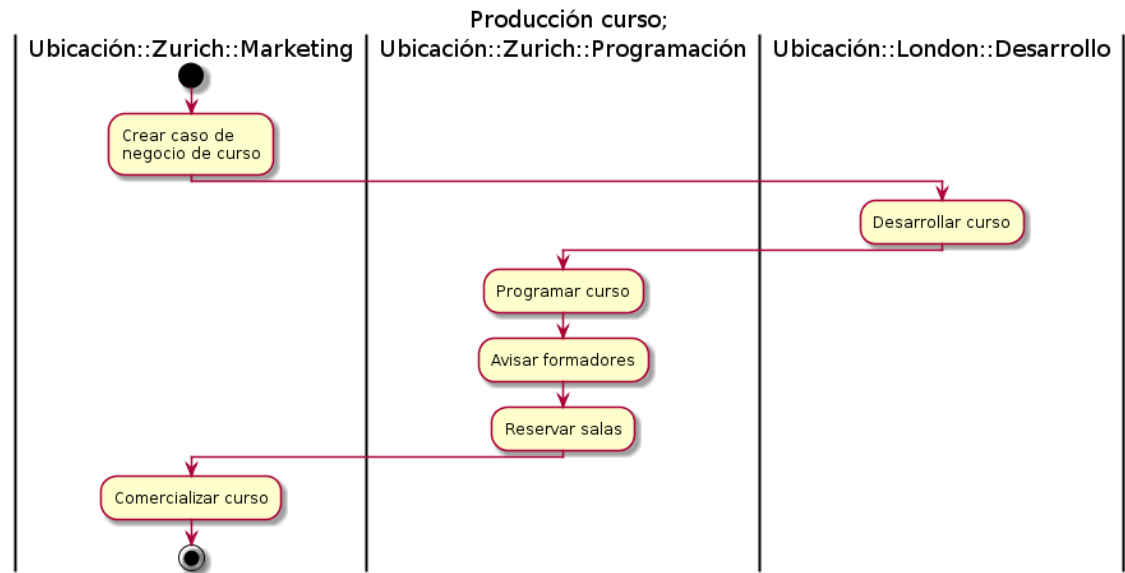 Producción curso;
Ubicación::Zurich::Marketing
Ubicación::Zurich::Programación
Ubicación::London::Desarrollo
Crear caso de
negocio de curso
Desarrollar curso
Programar curso
Avisar formadores
Reservar salas
Comercializar curso